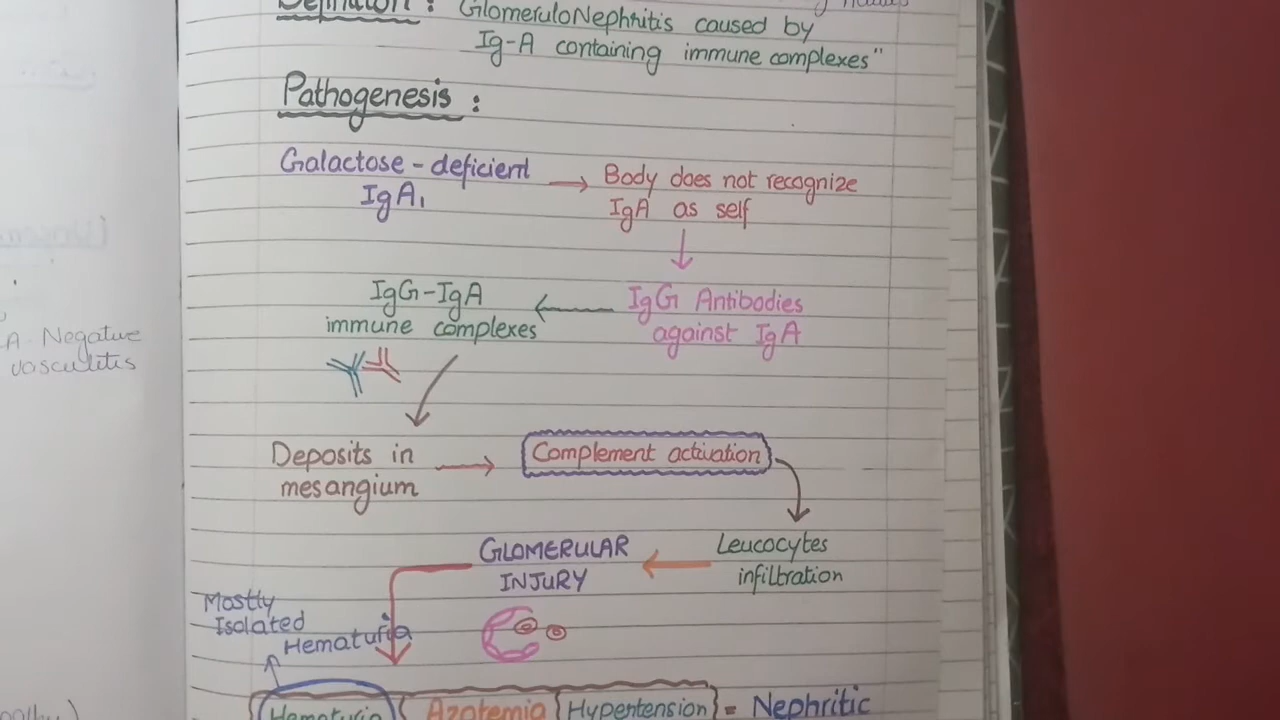 Definition : GlomeruloNephritis caused by
Ig-A containing immune complexes"
Pathogenesis :
Galactose-deficient
IgA₁
Body does not recognize
IgA as self
IgG Antibodies
against IgA
IgG-IgA
immune complexes
A-Negative
vasculitis
Deposits in
mesangium
Complement activation
Leucocytes
infiltration
GLOMERULAR
INJURY
Mostly
Isolated
Hematuria
Hematuria Azotemia Hypertension = Nephritic